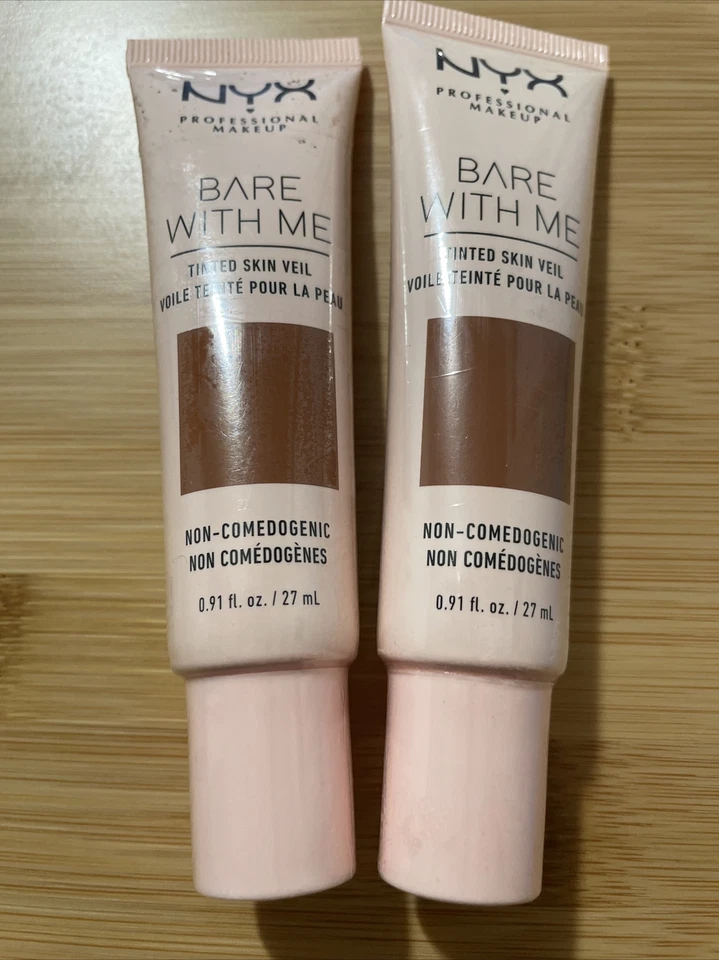 NYX
PROFESSIONAL
MAKEUP
BARE
WITH ME
TINTED SKIN VEIL
VOILE TEINTÉ POUR LA PEAU
NON-COMEDOGENIC
NON COMÉDOGÈNES
0.91 fl. oz. / 27 mL
NYX
PROFESSIONAL
MAKEUP
BARE
WITH ME
TINTED SKIN VEIL
VOILE TEINTÉ POUR LA PEAU
NON-COMEDOGENIC
NON COMÉDOGÈNES
0.91 fl. oz. / 27 mL